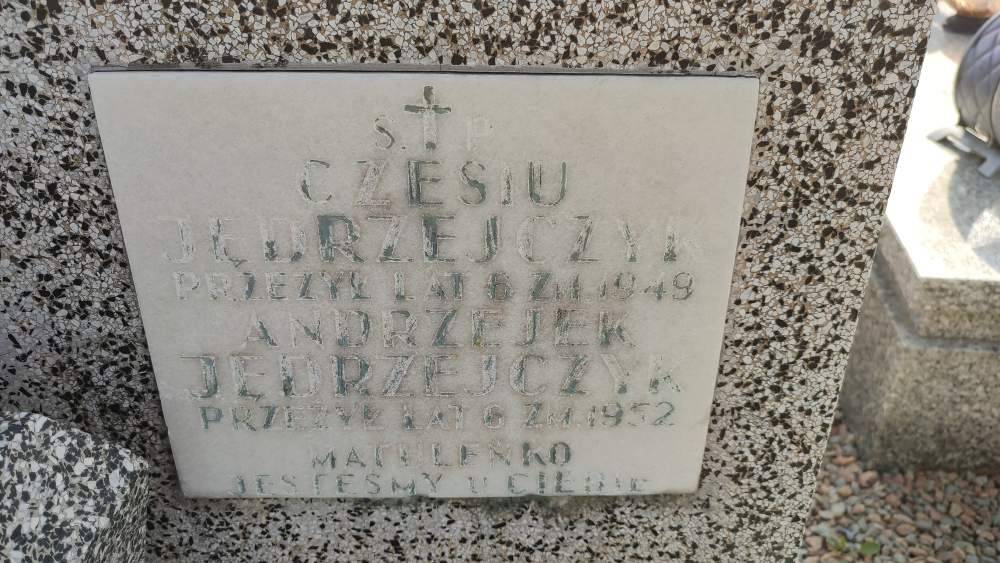 Ś. P.
CZESIU
JĘDRZEJCZYK
PRZEŻYŁ LAT 6 ZM. 1949
ANDRZEJEK
JĘDRZEJCZYK
PRZEŻYŁ LAT 6 ZM. 1952
MATULEŃKO
JESTEŚMY U CIEBIE